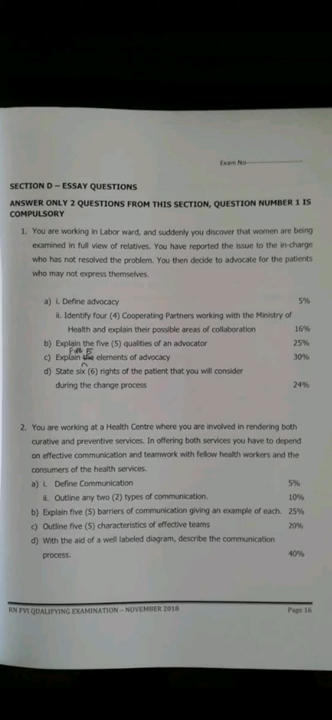 Exam No
SECTION D – ESSAY QUESTIONS
ANSWER ONLY 2 QUESTIONS FROM THIS SECTION, QUESTION NUMBER 1 IS
COMPULSORY
1. You are working in Labor ward, and suddenly you discover that women are being
examined in full view of relatives. You have reported the issue to the in-charge
who has not resolved the problem. You then decide to advocate for the patients
who may not express themselves.
a) i. Define advocacy 5%
ii. Identify four (4) Cooperating Partners working with the Ministry of
Health and explain their possible areas of collaboration 16%
b) Explain the five (5) qualities of an advocator 25%
5
c) Explain the elements of advocacy 30%
d) State six (6) rights of the patient that you will consider
during the change process 24%
2. You are working at a Health Centre where you are involved in rendering both
curative and preventive services. In offering both services you have to depend
on effective communication and teamwork with fellow health workers and the
consumers of the health services.
a) i. Define Communication 5%
ii. Outline any two (2) types of communication. 10%
b) Explain five (5) barriers of communication giving an example of each. 25%
c) Outline five (5) characteristics of effective teams 20%
d) With the aid of a well labeled diagram, describe the communication
process. 40%
RN PVI QUALIFYING EXAMINATION – NOVEMBER 2018 Page 16